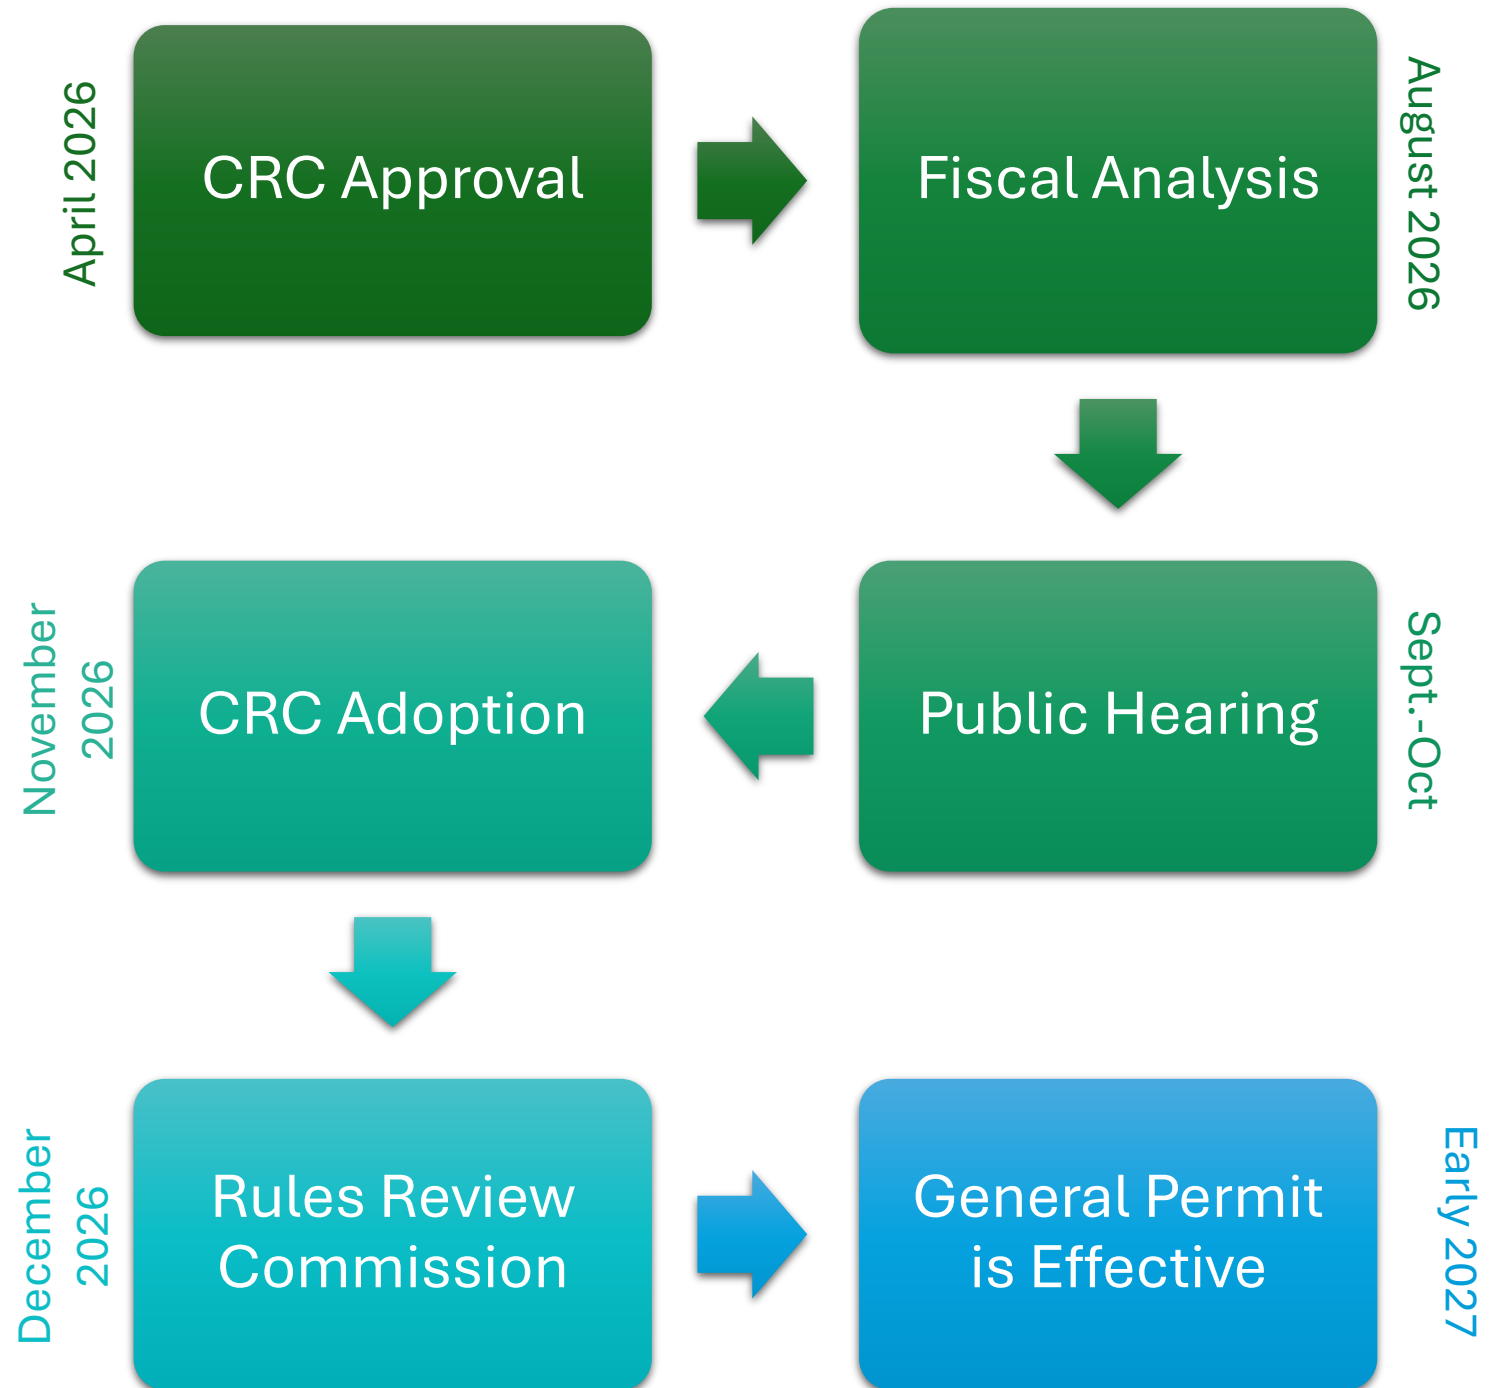 April 2026
CRC Approval
Fiscal Analysis
August 2026
Sept.-Oct
Public Hearing
CRC Adoption
November
2026
December
2026
Rules Review
Commission
General Permit
is Effective
Early 2027